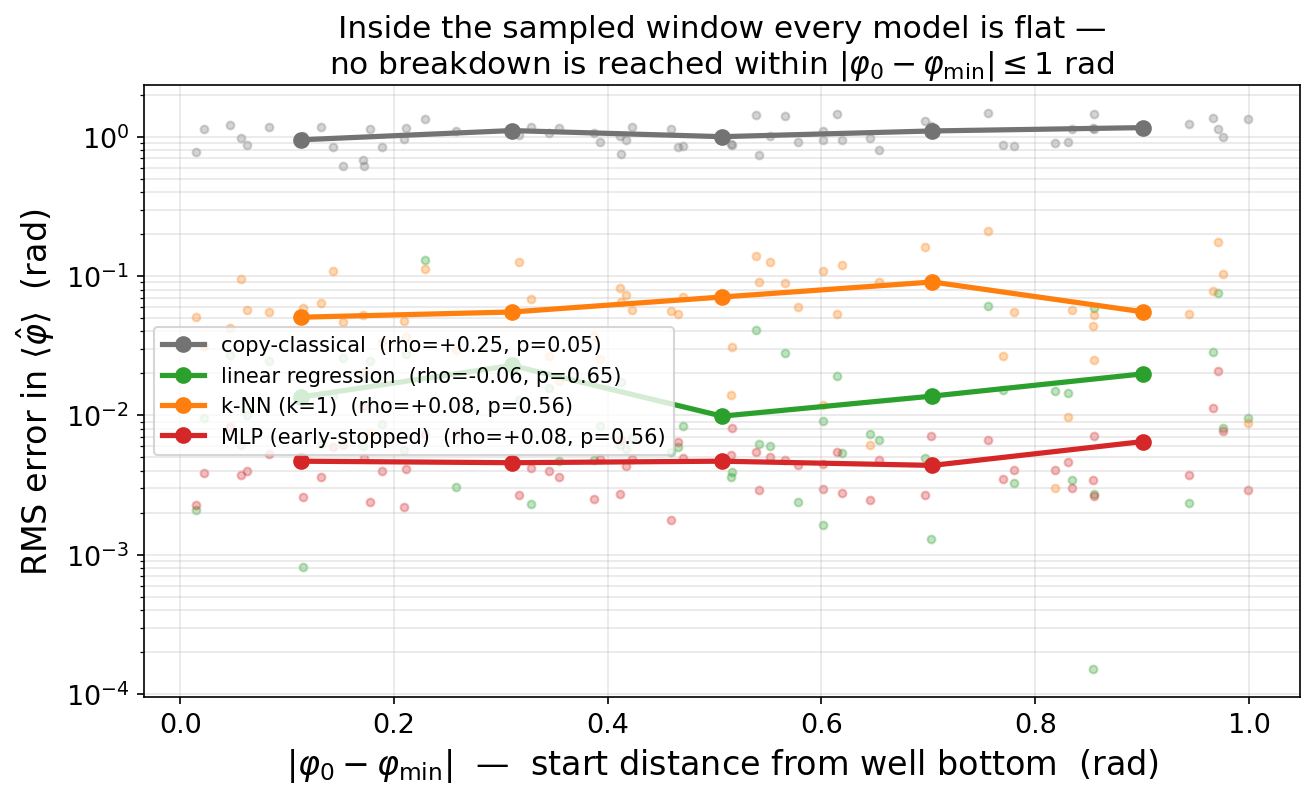 Inside the sampled window every model is flat —
no breakdown is reached within |φ₀ − φ_min| ≤ 1 rad
RMS error in ⟨φ̂⟩ (rad)
10⁰
10⁻¹
10⁻²
10⁻³
10⁻⁴
copy-classical (rho=+0.25, p=0.05)
linear regression (rho=-0.06, p=0.65)
k-NN (k=1) (rho=+0.08, p=0.56)
MLP (early-stopped) (rho=+0.08, p=0.56)
0.0 0.2 0.4 0.6 0.8 1.0
|φ₀ − φ_min| — start distance from well bottom (rad)